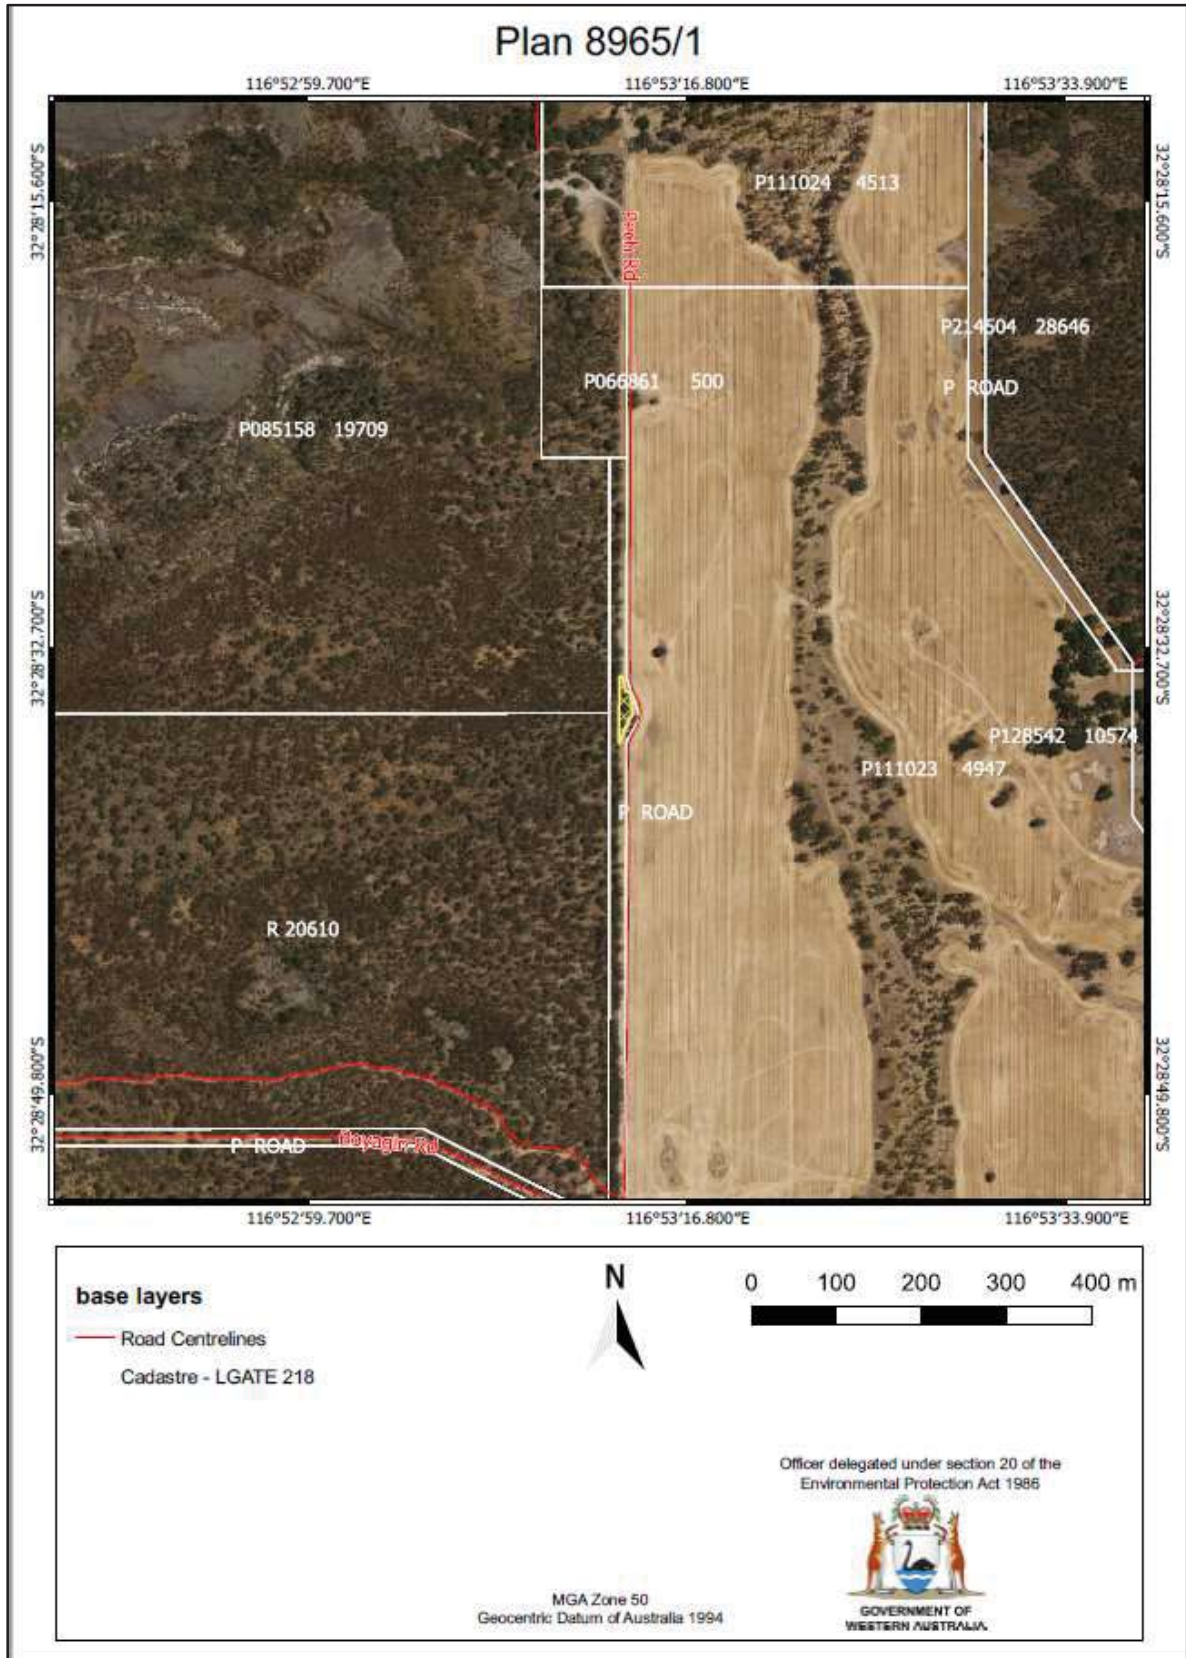 Plan 8965/1
116°52'59.700"E 116°53'16.800"E 116°53'33.900"E
32°28'15.600"S
32°28'15.600"S
P111024 4513
P214504 28646
P066861 500
P ROAD
P085158 19709
32°28'32.700"S
32°28'32.700"S
P128542 10574
P111023 4947
P ROAD
R 20610
32°28'49.800"S
32°28'49.800"S
P ROAD
116°52'59.700"E 116°53'16.800"E 116°53'33.900"E
base layers
Road Centrelines
Cadastre - LGATE 218
N
0 100 200 300 400 m
Officer delegated under section 20 of the
Environmental Protection Act 1986
GOVERNMENT OF
WESTERN AUSTRALIA
MGA Zone 50
Geocentric Datum of Australia 1994